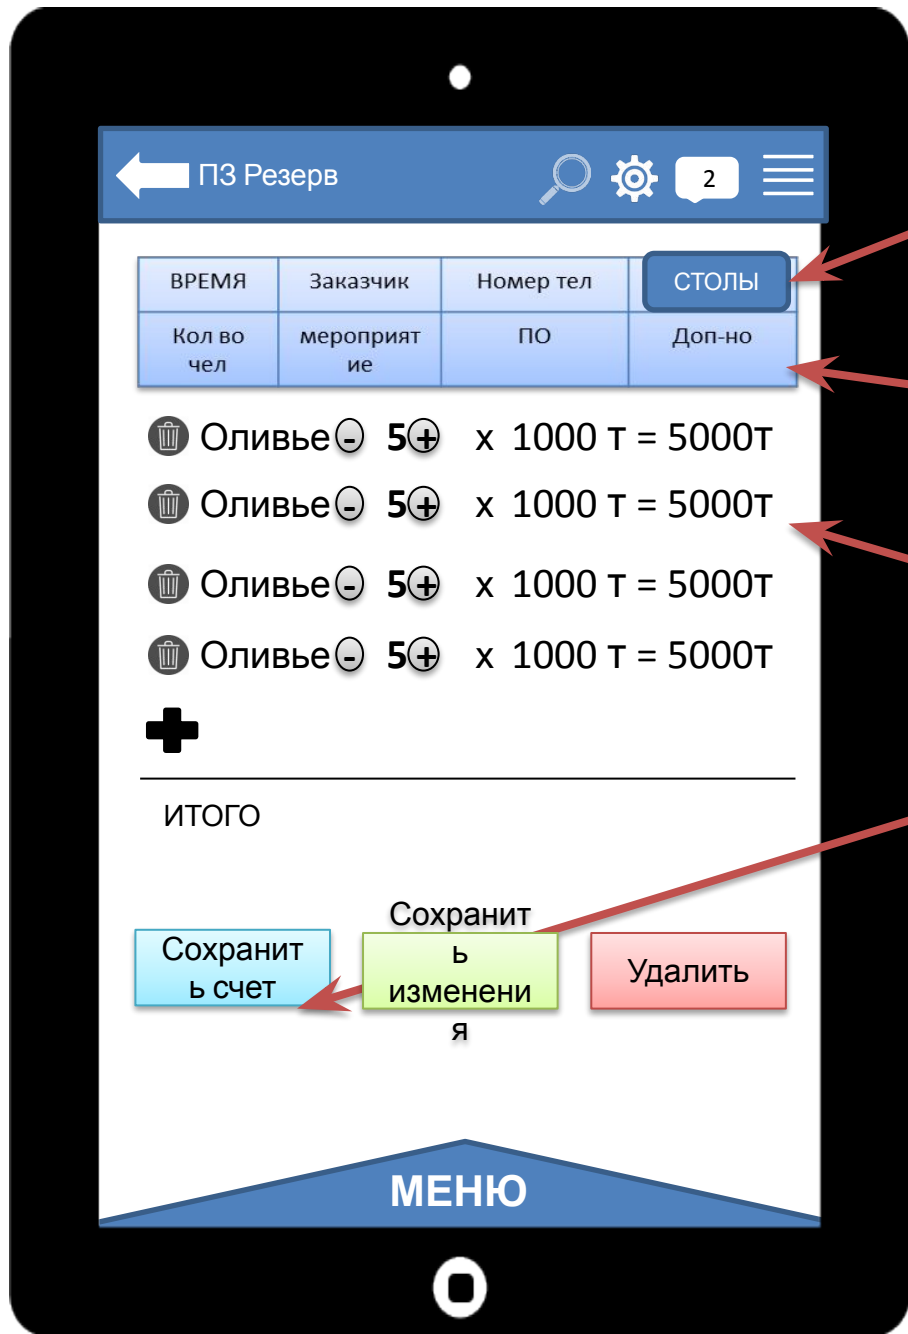 ПЗ Резерв
2
ВРЕМЯ Заказчик Номер тел СТОЛЫ
Кол во мероприят ПО Доп-но
чел ие
Оливье - 5 + х 1000 т = 5000т
Оливье - 5 + х 1000 т = 5000т
Оливье - 5 + х 1000 т = 5000т
Оливье - 5 + х 1000 т = 5000т
ИТОГО
Сохранит
ь счет
Сохранит
ь
изменени
я
Удалить
МЕНЮ